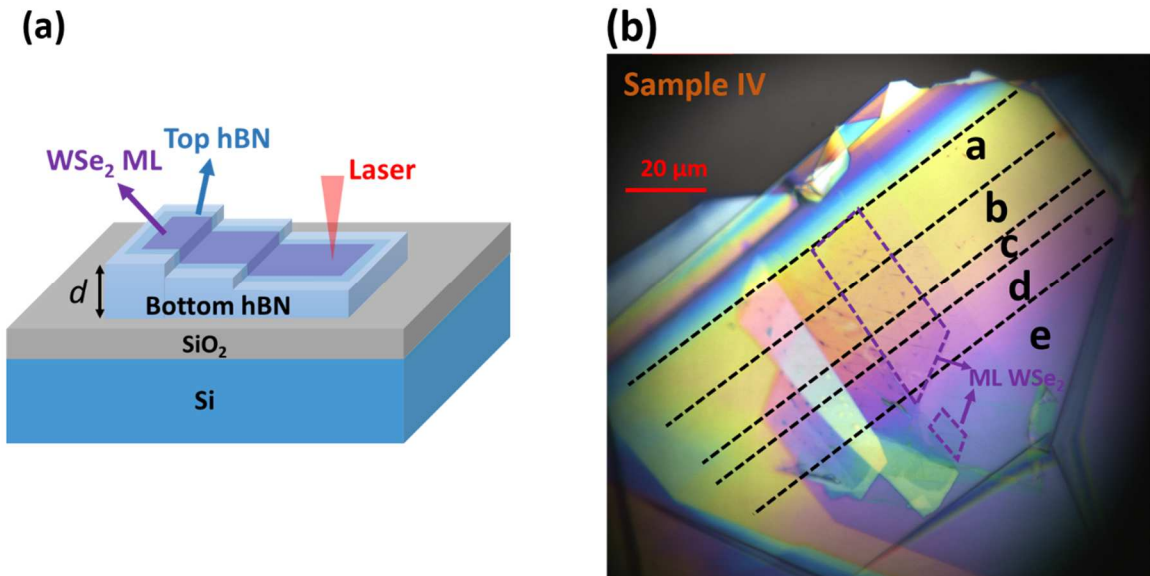 (a)
Top hBN
WSe₂ ML
Laser
d
Bottom hBN
SiO₂
Si
(b)
Sample IV
20 μm
a
b
c
d
e
ML WSe₂